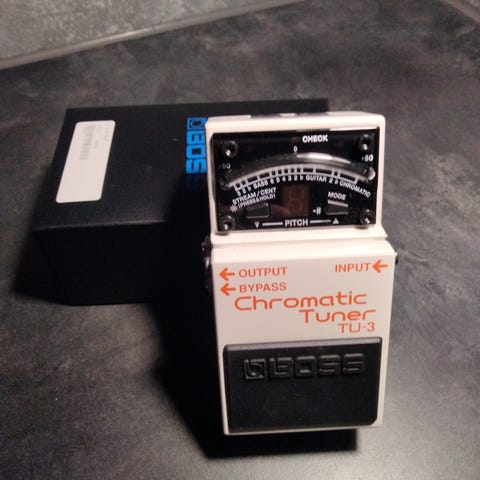 BOSS
CHECK
0
-50
+50
BASS
GUITAR
CHROMATIC
STREAM/CENT
(PRESS & HOLD)
MODE
PITCH
OUTPUT
INPUT
BYPASS
Chromatic
Tuner
TU-3
BOSS